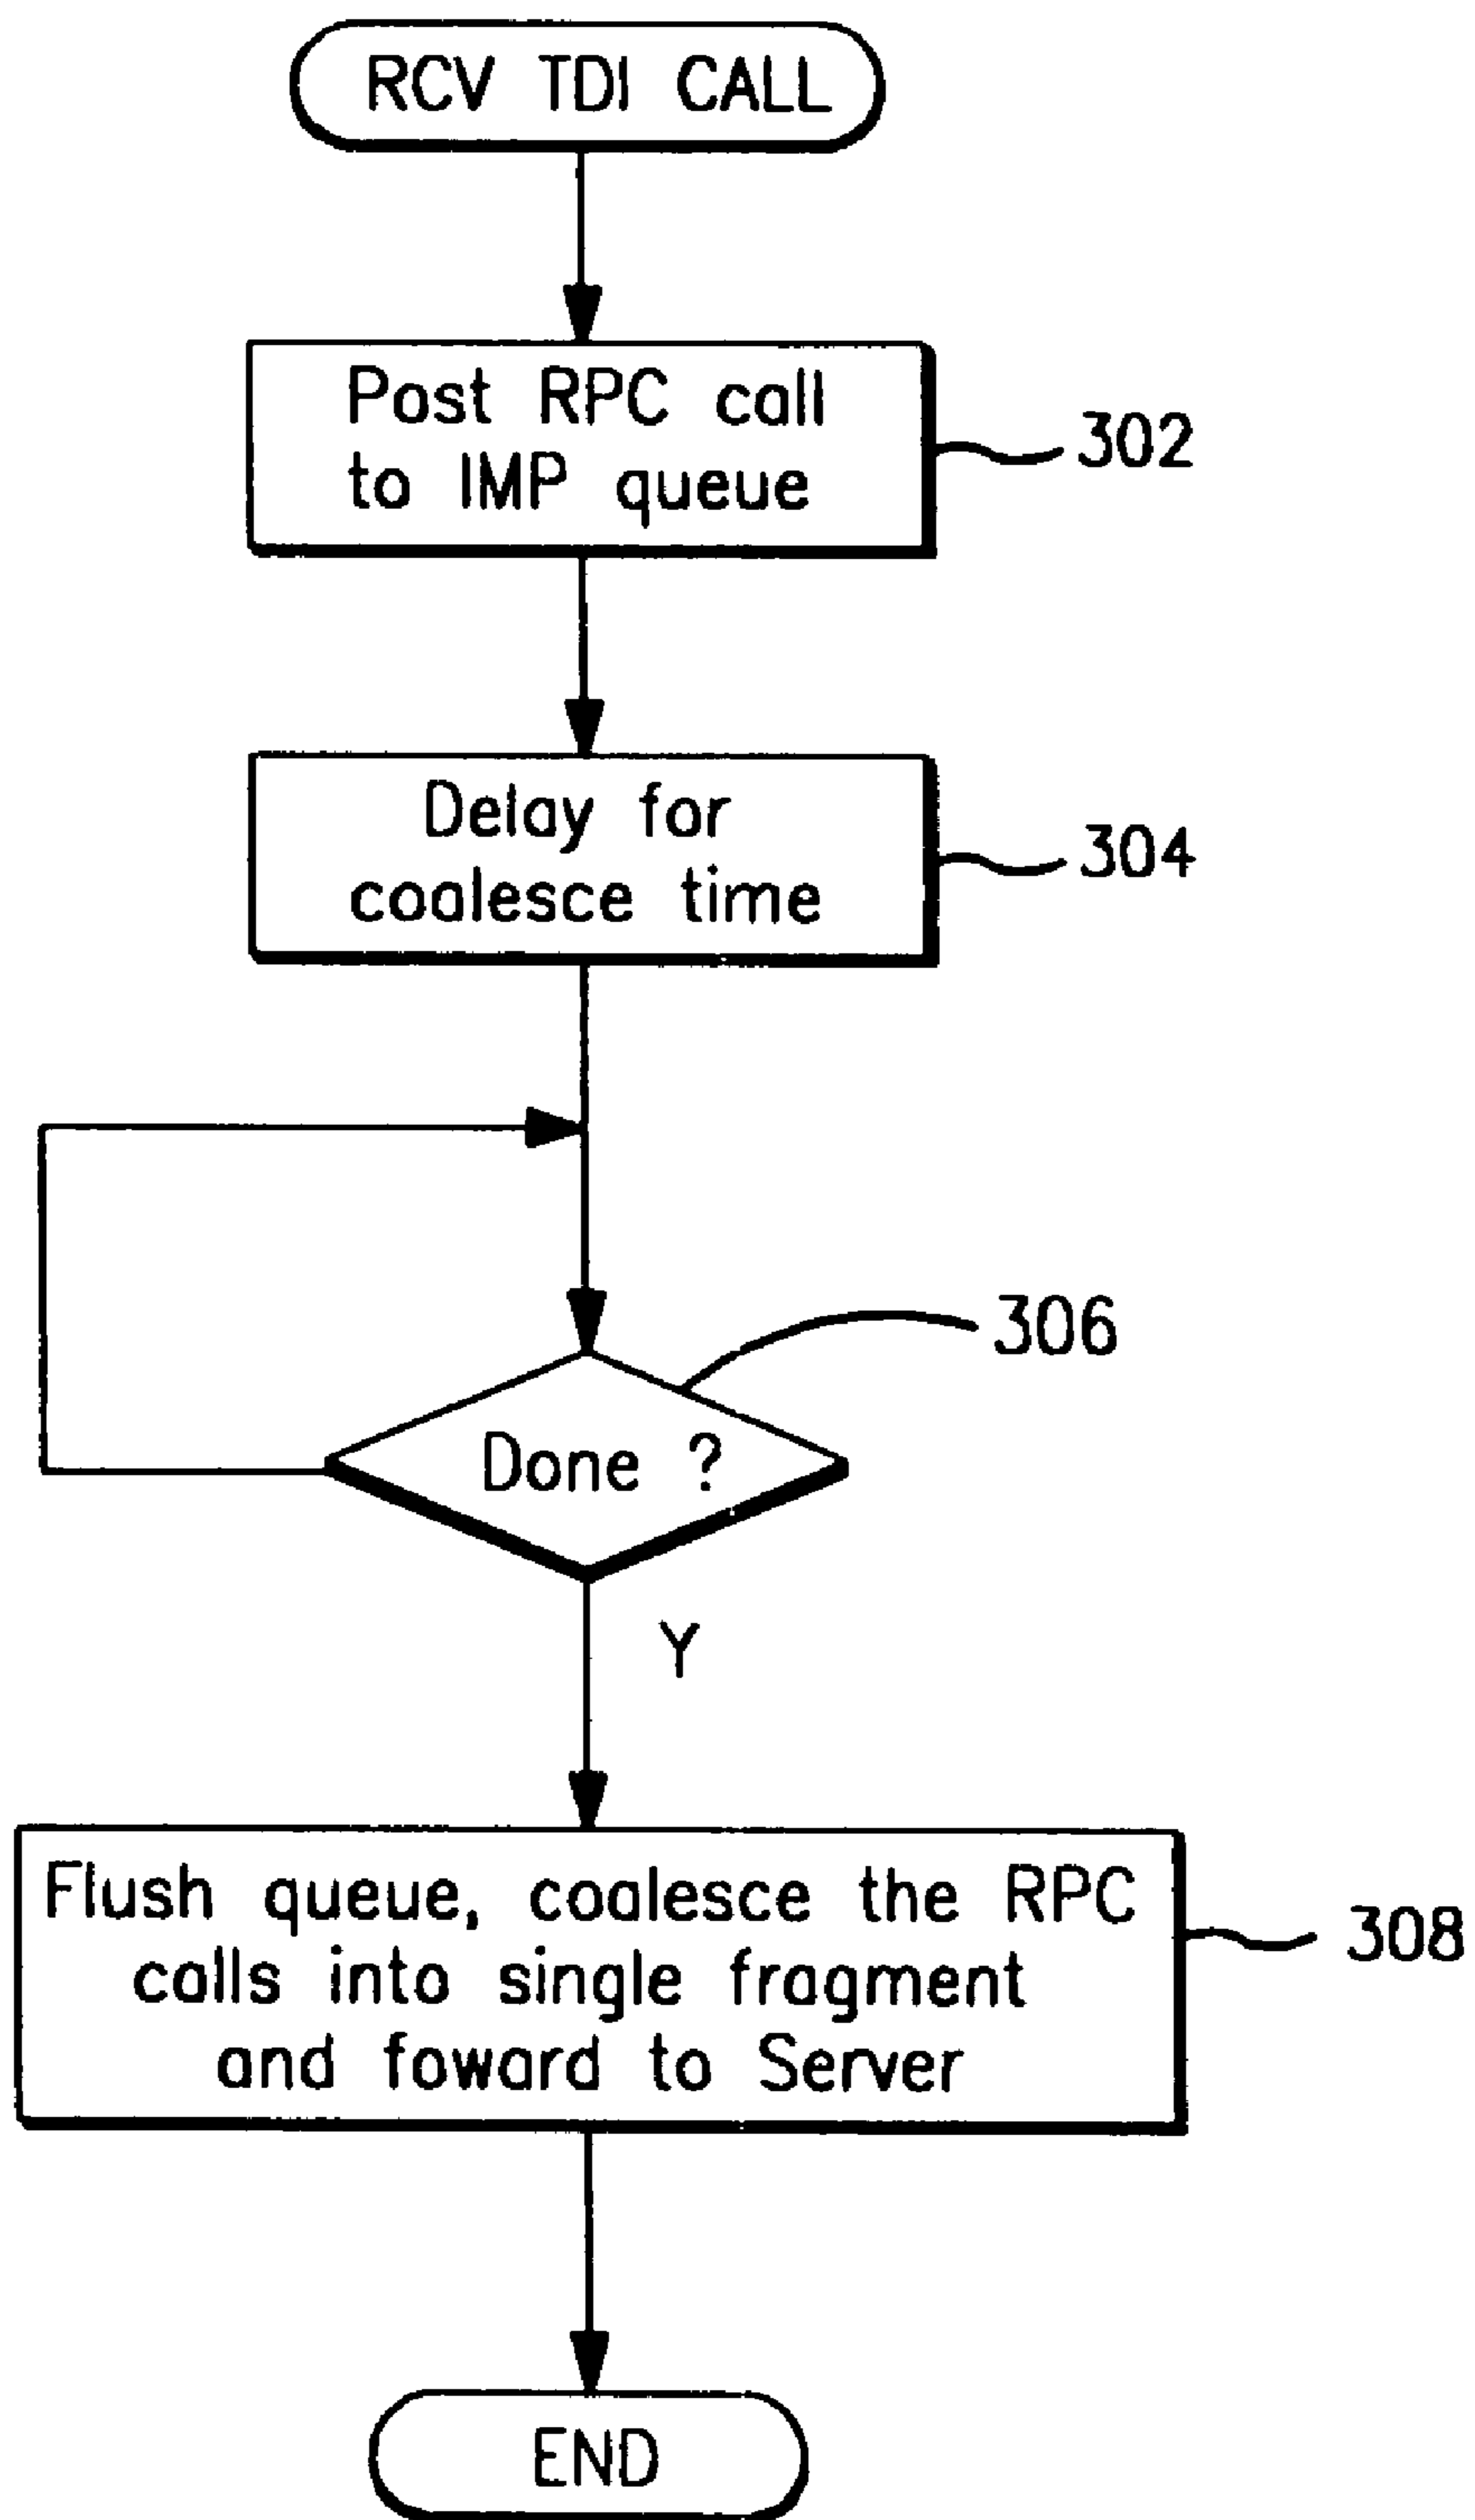 RCV TDI CALL
Post RPC call
to IMP queue
302
Delay for
coalesce time
304
306
Done ?
Y
Flush queue, coalesce the RPC
calls into single fragment
and foward to Server
308
END